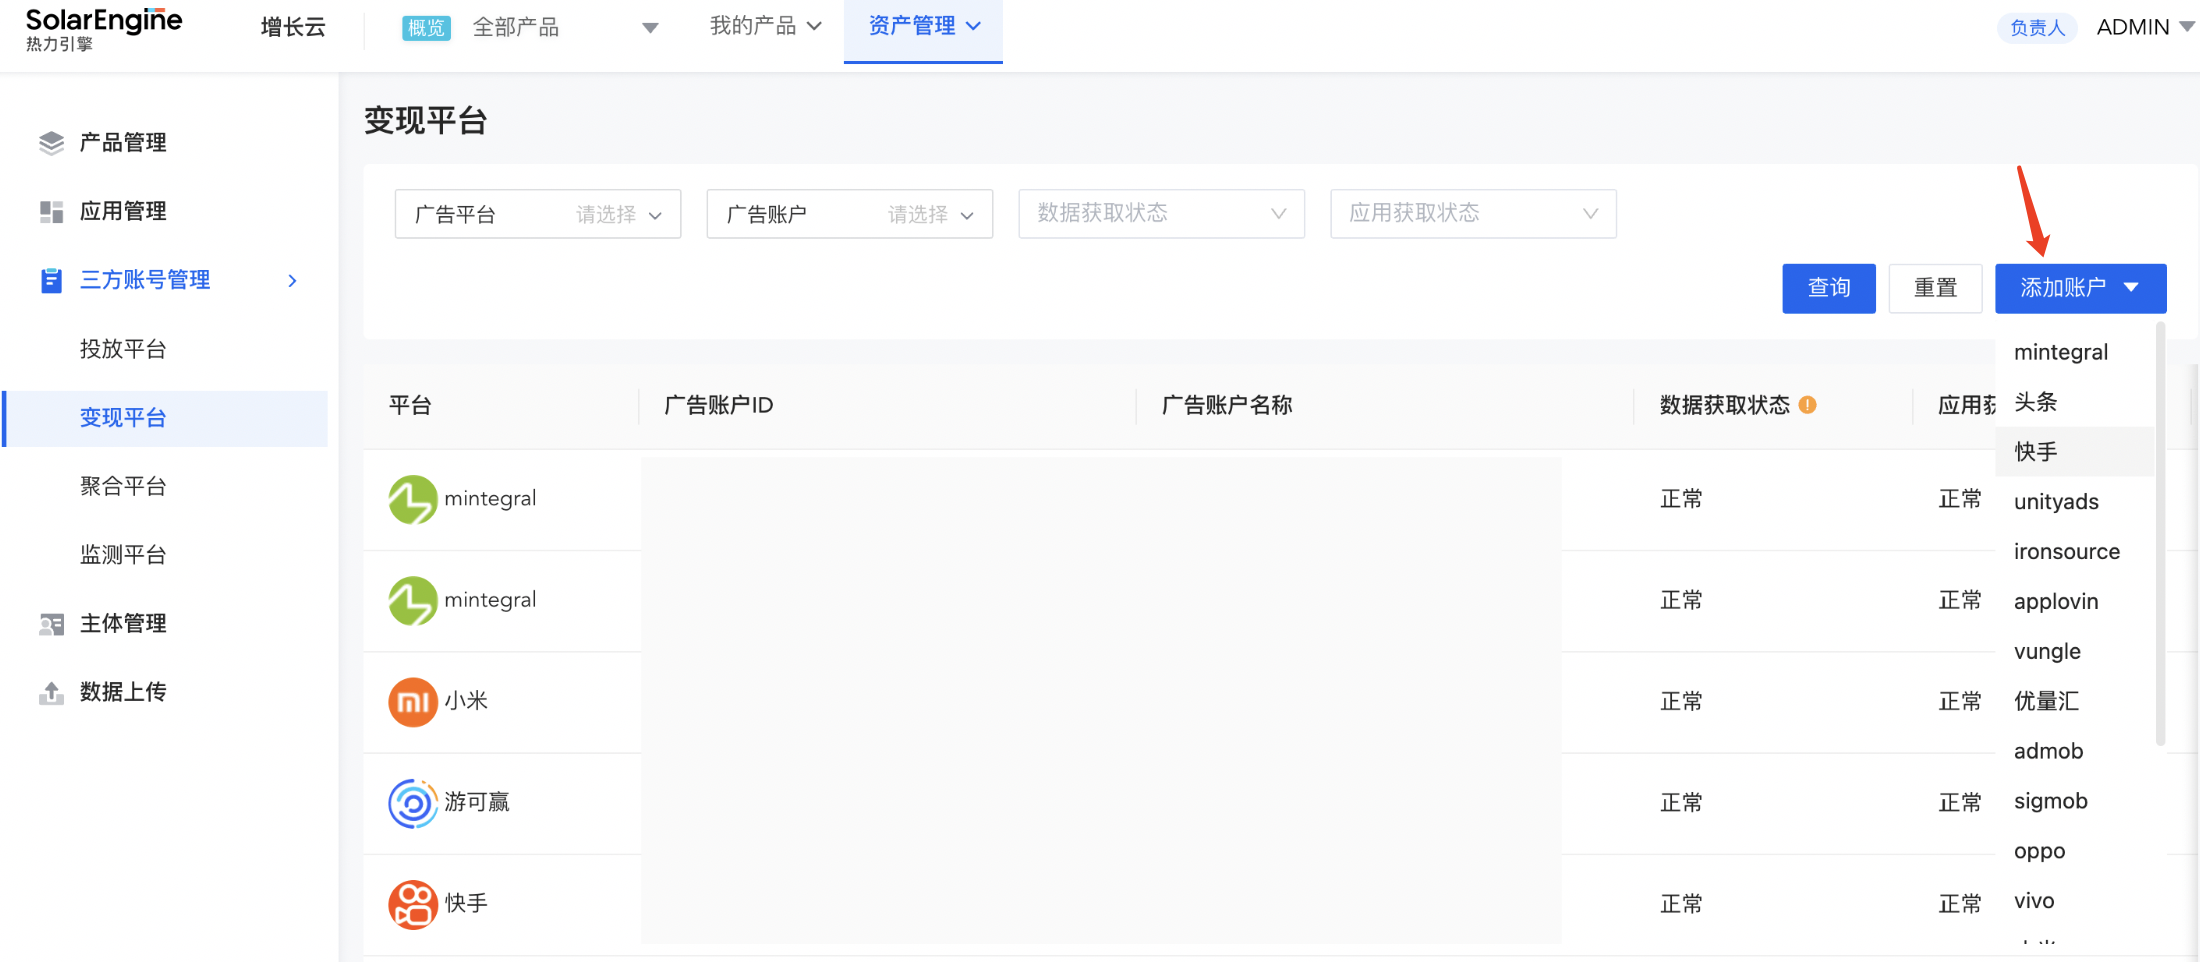 SolarEngine
热力引擎
增长云
概览 全部产品
我的产品
资产管理
负责人
ADMIN
产品管理
应用管理
三方账号管理
投放平台
变现平台
聚合平台
监测平台
主体管理
数据上传
变现平台
广告平台 请选择
广告账户 请选择
数据获取状态
应用获取状态
查询
重置
添加账户
mintegral
头条
快手
unityads
ironsource
applovin
vungle
优量汇
admob
sigmob
oppo
vivo
平台 广告账户ID 广告账户名称 数据获取状态 应用获
mintegral 正常 正常
mintegral 正常 正常
mi 小米 正常 正常
游可赢 正常 正常
快手 正常 正常